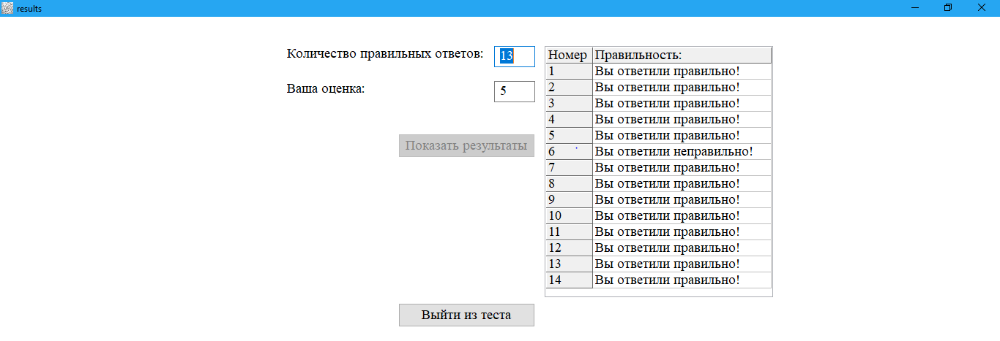 results
Количество правильных ответов: 13
Ваша оценка: 5
Показать результаты
Выйти из теста
Номер Правильность:
1 Вы ответили правильно!
2 Вы ответили правильно!
3 Вы ответили правильно!
4 Вы ответили правильно!
5 Вы ответили правильно!
6 Вы ответили неправильно!
7 Вы ответили правильно!
8 Вы ответили правильно!
9 Вы ответили правильно!
10 Вы ответили правильно!
11 Вы ответили правильно!
12 Вы ответили правильно!
13 Вы ответили правильно!
14 Вы ответили правильно!